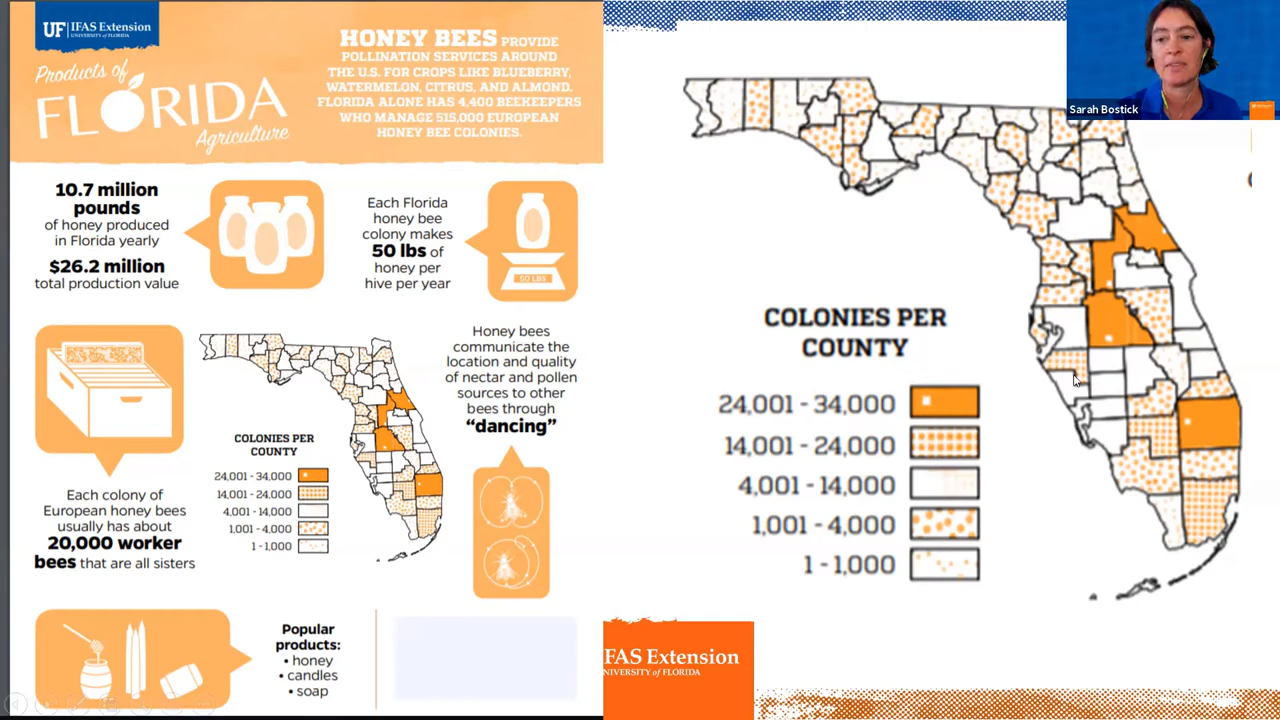 UF IFAS Extension
UNIVERSITY of FLORIDA
Products of
FLORIDA
Agriculture
HONEY BEES PROVIDE
POLLINATION SERVICES AROUND
THE U.S. FOR CROPS LIKE BLUEBERRY,
WATERMELON, CITRUS, AND ALMOND.
FLORIDA ALONE HAS 4,400 BEEKEEPERS
WHO MANAGE 515,000 EUROPEAN
HONEY BEE COLONIES.
10.7 million
pounds
of honey produced
in Florida yearly
$26.2 million
total production value
Each Florida
honey bee
colony makes
50 lbs of
honey per
hive per year
50 LBS
Each colony of
European honey bees
usually has about
20,000 worker
bees that are all sisters
COLONIES PER
COUNTY
24,001 - 34,000
14,001 - 24,000
4,001 - 14,000
1,001 - 4,000
1 - 1,000
Honey bees
communicate the
location and quality
of nectar and pollen
sources to other
bees through
“dancing”
Popular
products:
• honey
• candles
• soap
COLONIES PER
COUNTY
24,001 - 34,000
14,001 - 24,000
4,001 - 14,000
1,001 - 4,000
1 - 1,000
FAS Extension
NIVERSITY of FLORIDA
Sarah Bostick